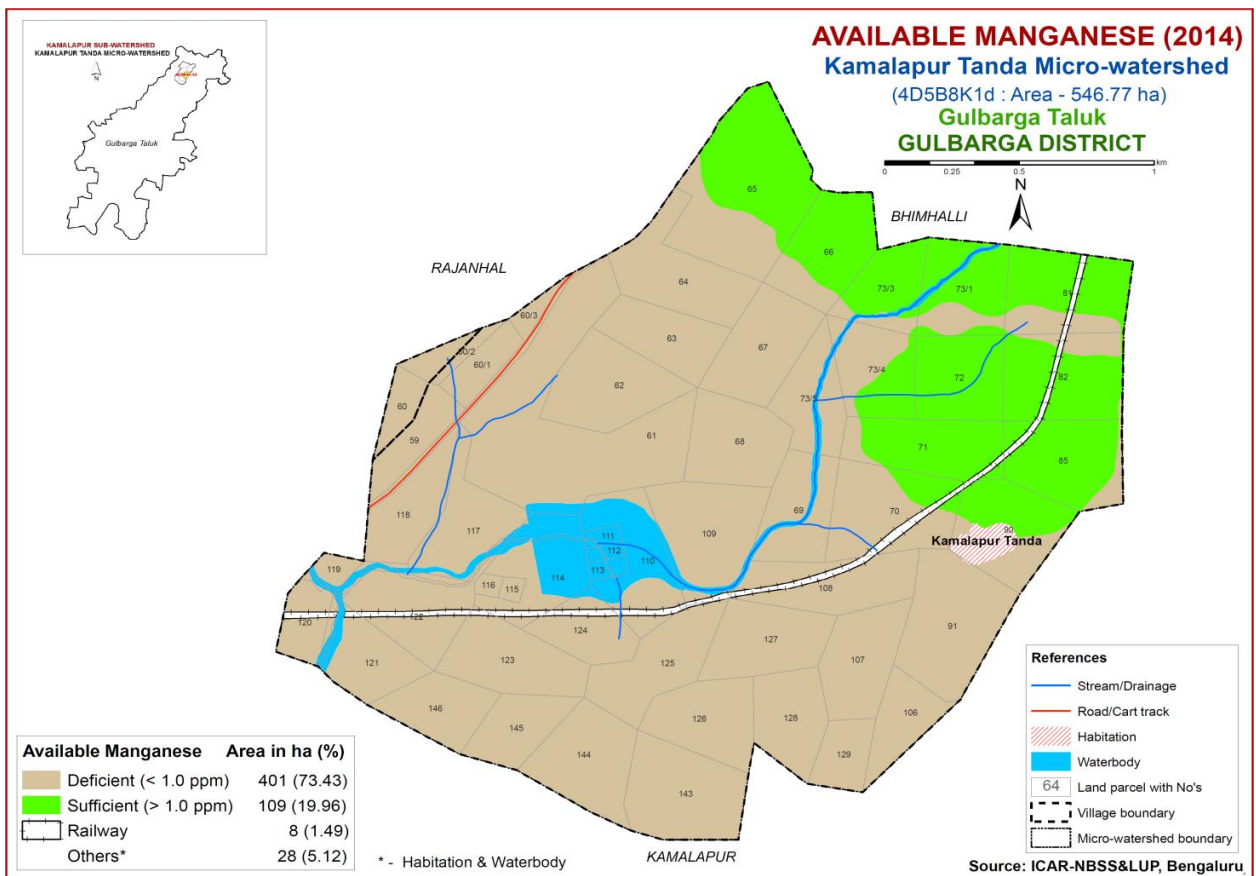 KAMALAPUR SUB-WATERSHED
KAMALAPUR TANDA MICRO-WATERSHED
N
Gulbarga Taluk
AVAILABLE MANGANESE (2014)
Kamalapur Tanda Micro-watershed
(4D5B8K1d : Area - 546.77 ha)
Gulbarga Taluk
GULBARGA DISTRICT
km
0 0.25 0.5 1
N
BHIMHALLI
RAJANHAL
65
66
64
73/3 73/1 81
60/3
63
67
60/2
60/1
62
73/4
72
82
60
73/5
59
61
68
71
85
118
117
109
69
70
90
Kamalapur Tanda
111
112
110
113
114
119
116 115
108
120
122
124
127
91
121
123
125
107
146
145
126
128
106
144
129
143
KAMALAPUR
Available Manganese Area in ha (%)
Deficient (< 1.0 ppm) 401 (73.43)
Sufficient (> 1.0 ppm) 109 (19.96)
Railway 8 (1.49)
Others* 28 (5.12)
* - Habitation & Waterbody
References
Stream/Drainage
Road/Cart track
Habitation
Waterbody
64 Land parcel with No's
Village boundary
Micro-watershed boundary
Source: ICAR-NBSS&LUP, Bengaluru